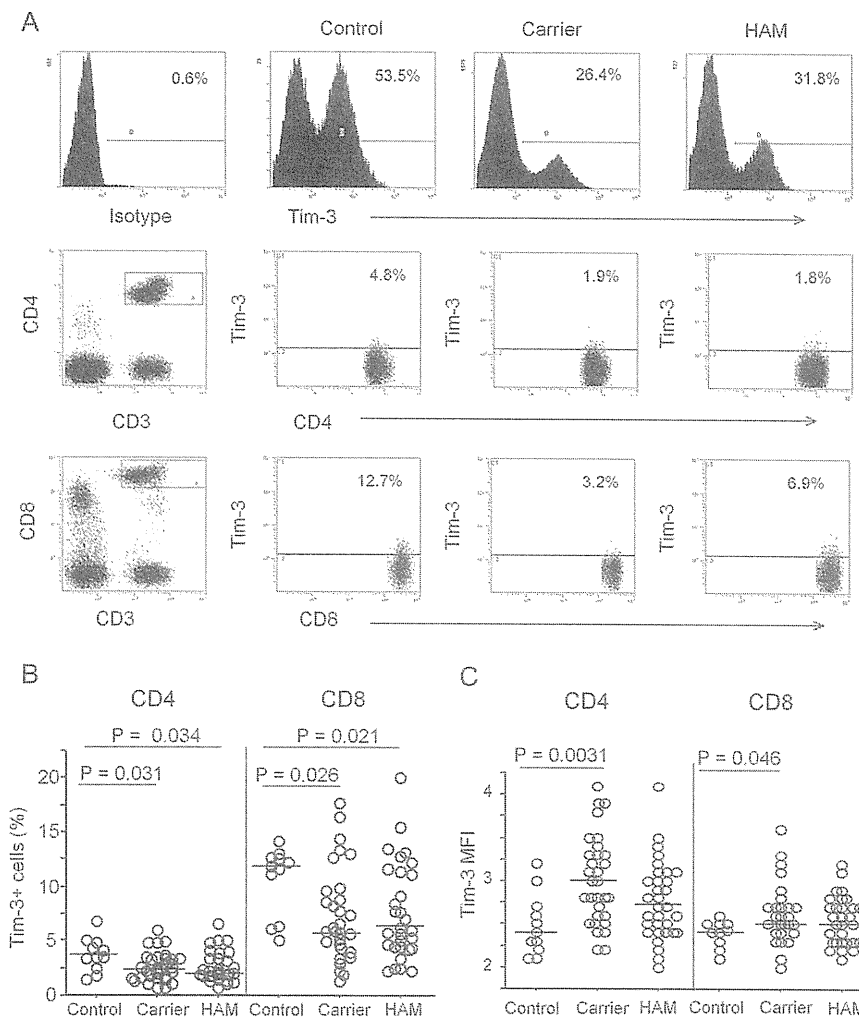 A
Control Carrier HAM
0.6% 53.5% 26.4% 31.8%
Isotype Tim-3
CD4 Tim-3 4.8% Tim-3 1.9% Tim-3 1.8%
CD3 CD4
CD8 Tim-3 12.7% Tim-3 3.2% Tim-3 6.9%
CD3 CD8
B
CD4 CD8
P = 0.034 P = 0.021
P = 0.031 P = 0.026
Tim-3+ cells (%)
20
15
10
5
0
Control Carrier HAM Control Carrier HAM
C
CD4 CD8
P = 0.0031 P = 0.046
Tim-3 MFI
4
3
2
Control Carrier HAM Control Carrier HAM